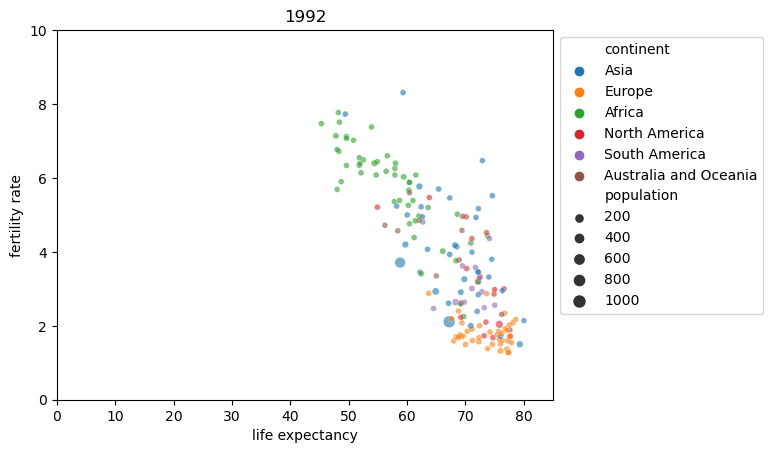 1992
10
8
6
4
2
0
fertility rate
0 10 20 30 40 50 60 70 80
life expectancy
continent
Asia
Europe
Africa
North America
South America
Australia and Oceania
population
200
400
600
800
1000